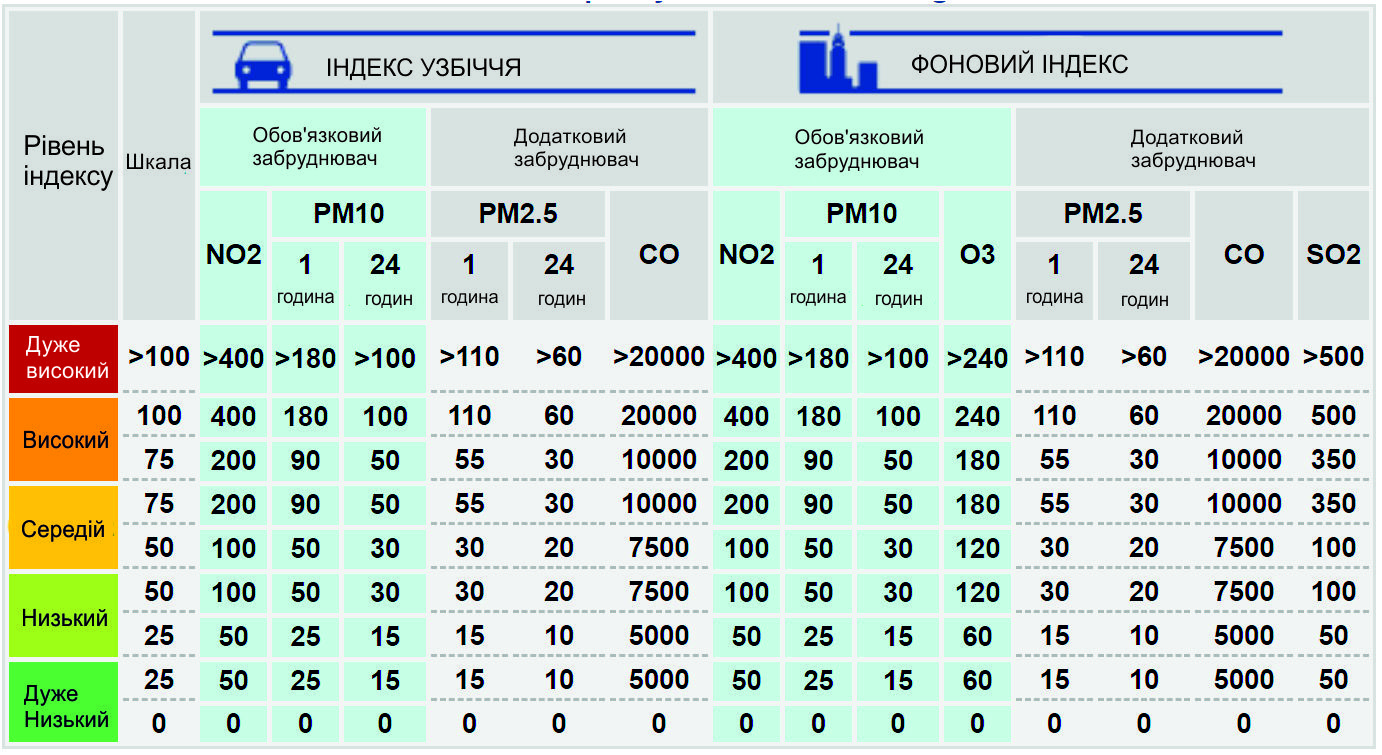 ІНДЕКС УЗБІЧЧЯ
ФОНОВИЙ ІНДЕКС
Рівень
індексу
Шкала
Обов'язковий
забруднювач
Додатковий
забруднювач
Обов'язковий
забруднювач
Додатковий
забруднювач
NO2 PM10 PM2.5 CO NO2 PM10 O3 PM2.5 CO SO2
1 24 1 24 1 24 1 24
година годин година годин година годин година годин
Дуже
високий
>100 >400 >180 >100 >110 >60 >20000 >400 >180 >100 >240 >110 >60 >20000 >500
Високий
100 400 180 100 110 60 20000 400 180 100 240 110 60 20000 500
75 200 90 50 55 30 10000 200 90 50 180 55 30 10000 350
Середій
75 200 90 50 55 30 10000 200 90 50 180 55 30 10000 350
50 100 50 30 30 20 7500 100 50 30 120 30 20 7500 100
Низький
50 100 50 30 30 20 7500 100 50 30 120 30 20 7500 100
25 50 25 15 15 10 5000 50 25 15 60 15 10 5000 50
Дуже
Низький
25 50 25 15 15 10 5000 50 25 15 60 15 10 5000 50
0 0 0 0 0 0 0 0 0 0 0 0 0 0 0